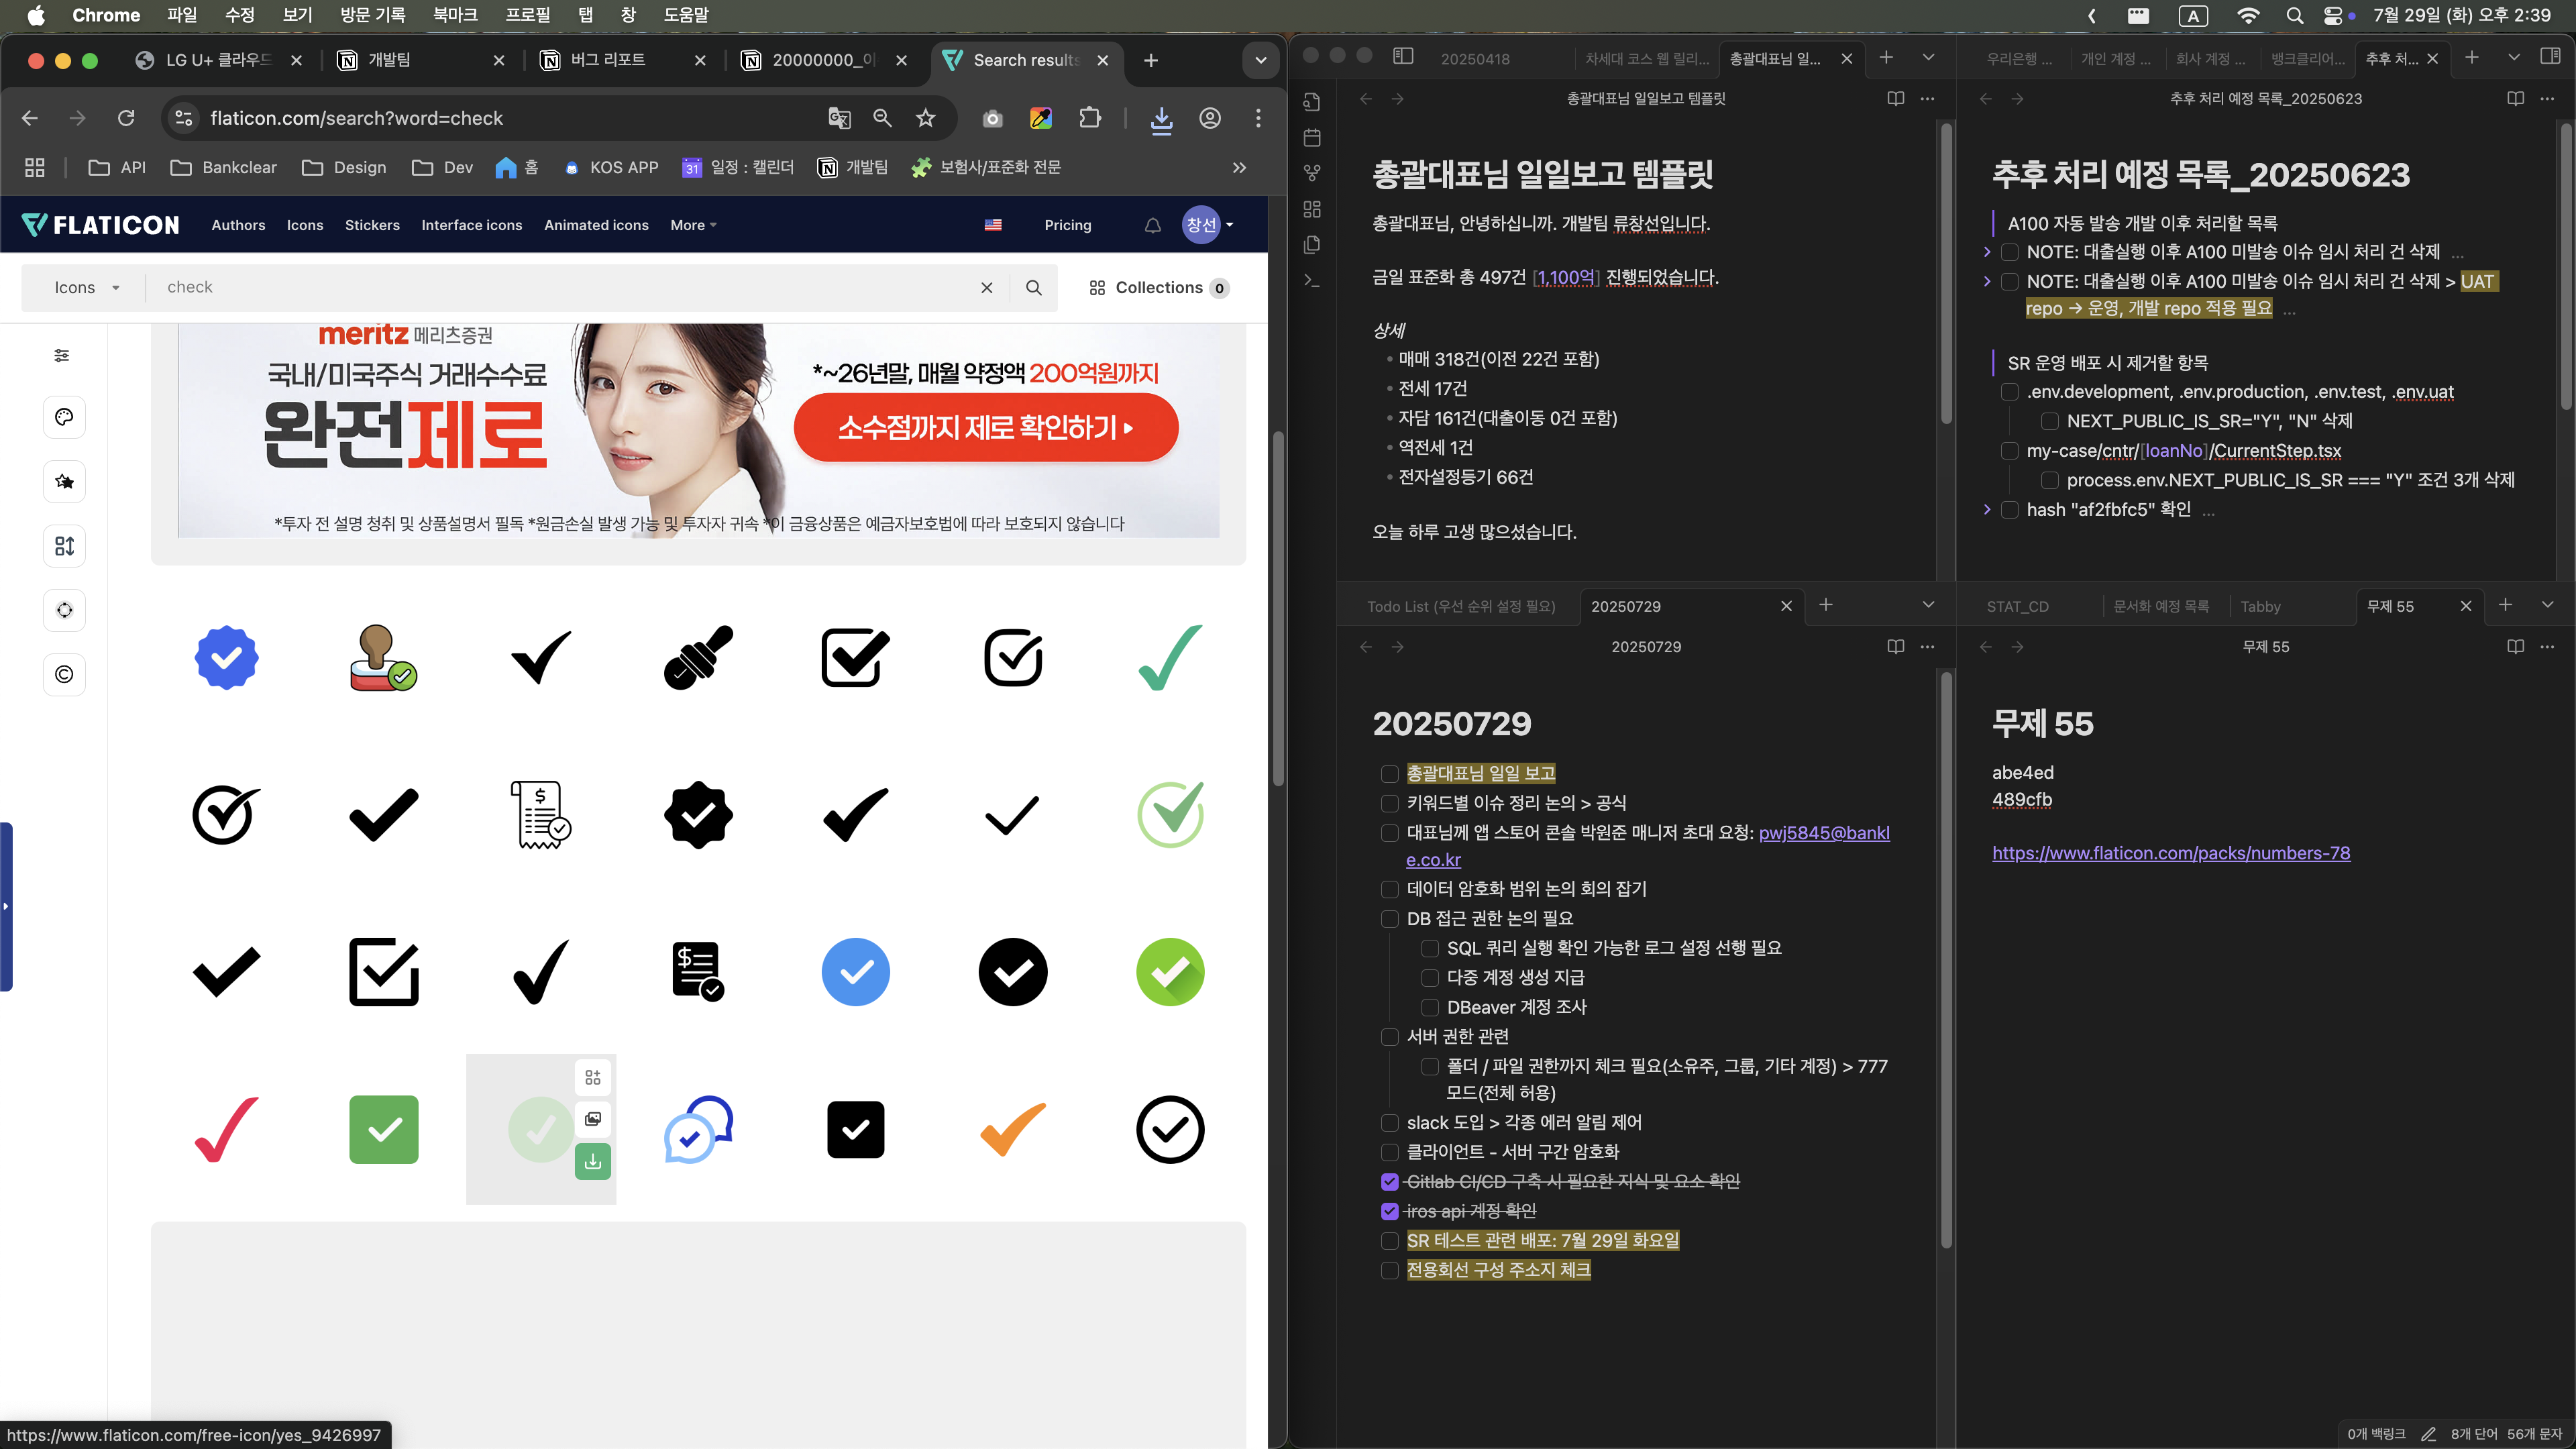 Chrome 파일 수정 보기 방문 기록 북마크 프로필 탭 창 도움말
A 7월 29일 (화) 오후 2:39
LG U+ 클라우드
개발팀
버그 리포트
20000000_이
Search results
flaticon.com/search?word=check
API Bankclear Design Dev 홈 KOS APP 31 일정 : 캘린더 개발팀 보험사/표준화 전문
FLATICON Authors Icons Stickers Interface icons Animated icons More Pricing 창선
Icons check Collections 0
meritz 메리츠증권
국내/미국주식 거래수수료
완전제로
*~26년말, 매월 약정액 200억원까지
소수점까지 제로 확인하기
*투자 전 설명 청취 및 상품설명서 필독 *원금손실 발생 가능 및 투자자 귀속 *이 금융상품은 예금자보호법에 따라 보호되지 않습니다
https://www.flaticon.com/free-icon/yes_9426997
20250418 차세대 코스 웹 릴리... 총괄대표님 일...
총괄대표님 일일보고 템플릿
총괄대표님 일일보고 템플릿
총괄대표님, 안녕하십니까. 개발팀 류창선입니다.
금일 표준화 총 497건 [1,100억] 진행되었습니다.
상세
매매 318건(이전 22건 포함)
전세 17건
자담 161건(대출이동 0건 포함)
역전세 1건
전자설정등기 66건
오늘 하루 고생 많으셨습니다.
우리은행 ... 개인 계정 ... 회사 계정 ... 뱅크클리어... 추후 처...
추후 처리 예정 목록_20250623
추후 처리 예정 목록_20250623
A100 자동 발송 개발 이후 처리할 목록
NOTE: 대출실행 이후 A100 미발송 이슈 임시 처리 건 삭제 ...
NOTE: 대출실행 이후 A100 미발송 이슈 임시 처리 건 삭제 > UAT
repo → 운영, 개발 repo 적용 필요 ...
SR 운영 배포 시 제거할 항목
.env.development, .env.production, .env.test, .env.uat
NEXT_PUBLIC_IS_SR="Y", "N" 삭제
my-case/cntr/[loanNo]/CurrentStep.tsx
process.env.NEXT_PUBLIC_IS_SR === "Y" 조건 3개 삭제
hash "af2fbfc5" 확인 ...
Todo List (우선 순위 설정 필요) 20250729
20250729
20250729
총괄대표님 일일 보고
키워드별 이슈 정리 논의 > 공식
대표님께 앱 스토어 콘솔 박원준 매니저 초대 요청: pwj5845@bankl
e.co.kr
데이터 암호화 범위 논의 회의 잡기
DB 접근 권한 논의 필요
SQL 쿼리 실행 확인 가능한 로그 설정 선행 필요
다중 계정 생성 지급
DBeaver 계정 조사
서버 권한 관련
폴더 / 파일 권한까지 체크 필요(소유주, 그룹, 기타 계정) > 777
모드(전체 허용)
slack 도입 > 각종 에러 알림 제어
클라이언트 - 서버 구간 암호화
Gitlab CI/CD 구축 시 필요한 지식 및 요소 확인
iros api 계정 확인
SR 테스트 관련 배포: 7월 29일 화요일
전용회선 구성 주소지 체크
STAT_CD 문서화 예정 목록 Tabby 무제 55
무제 55
무제 55
abe4ed
489cfb
https://www.flaticon.com/packs/numbers-78
0개 백링크 8개 단어 56개 문자